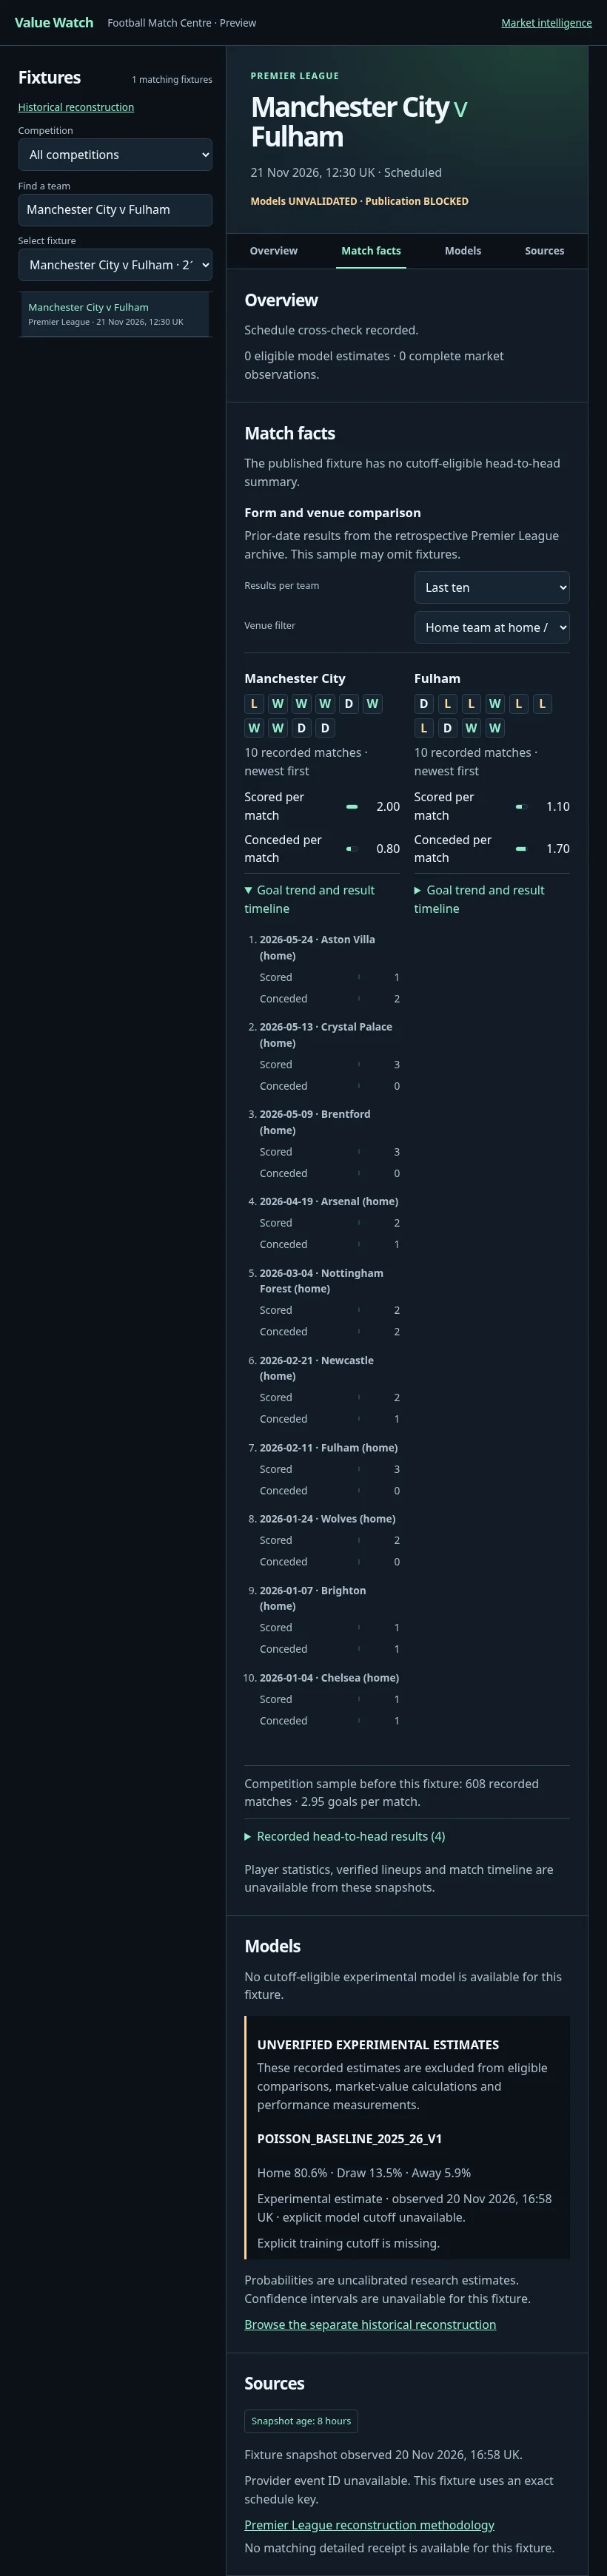 Value Watch
Football Match Centre · Preview
Market intelligence
Fixtures
1 matching fixtures
Historical reconstruction
Competition
All competitions
Find a team
Manchester City v Fulham
Select fixture
Manchester City v Fulham · 2
Manchester City v Fulham
Premier League · 21 Nov 2026, 12:30 UK
PREMIER LEAGUE
Manchester City v
Fulham
21 Nov 2026, 12:30 UK · Scheduled
Models UNVALIDATED · Publication BLOCKED
Overview
Match facts
Models
Sources
Overview
Schedule cross-check recorded.
0 eligible model estimates · 0 complete market
observations.
Match facts
The published fixture has no cutoff-eligible head-to-head
summary.
Form and venue comparison
Prior-date results from the retrospective Premier League
archive. This sample may omit fixtures.
Results per team
Last ten
Venue filter
Home team at home /
Manchester City
L W W W D W
W W D D
10 recorded matches ·
newest first
Scored per
match
2.00
Conceded per
match
0.80
▼ Goal trend and result
timeline
Fulham
D L L W L L
L D W W
10 recorded matches ·
newest first
Scored per
match
1.10
Conceded per
match
1.70
▶ Goal trend and result
timeline
1. 2026-05-24 · Aston Villa
(home)
Scored 1
Conceded 2
2. 2026-05-13 · Crystal Palace
(home)
Scored 3
Conceded 0
3. 2026-05-09 · Brentford
(home)
Scored 3
Conceded 0
4. 2026-04-19 · Arsenal (home)
Scored 2
Conceded 1
5. 2026-03-04 · Nottingham
Forest (home)
Scored 2
Conceded 2
6. 2026-02-21 · Newcastle
(home)
Scored 2
Conceded 1
7. 2026-02-11 · Fulham (home)
Scored 3
Conceded 0
8. 2026-01-24 · Wolves (home)
Scored 2
Conceded 0
9. 2026-01-07 · Brighton
(home)
Scored 1
Conceded 1
10. 2026-01-04 · Chelsea (home)
Scored 1
Conceded 1
Competition sample before this fixture: 608 recorded
matches · 2.95 goals per match.
▶ Recorded head-to-head results (4)
Player statistics, verified lineups and match timeline are
unavailable from these snapshots.
Models
No cutoff-eligible experimental model is available for this
fixture.
UNVERIFIED EXPERIMENTAL ESTIMATES
These recorded estimates are excluded from eligible
comparisons, market-value calculations and
performance measurements.
POISSON_BASELINE_2025_26_V1
Home 80.6% · Draw 13.5% · Away 5.9%
Experimental estimate · observed 20 Nov 2026, 16:58
UK · explicit model cutoff unavailable.
Explicit training cutoff is missing.
Probabilities are uncalibrated research estimates.
Confidence intervals are unavailable for this fixture.
Browse the separate historical reconstruction
Sources
Snapshot age: 8 hours
Fixture snapshot observed 20 Nov 2026, 16:58 UK.
Provider event ID unavailable. This fixture uses an exact
schedule key.
Premier League reconstruction methodology
No matching detailed receipt is available for this fixture.